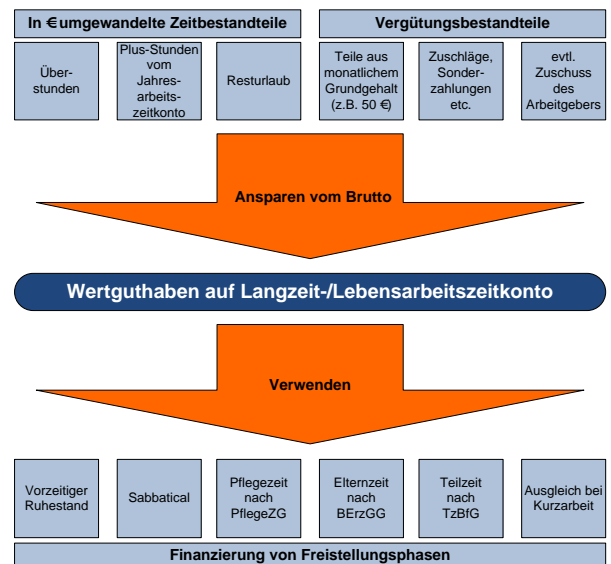 In € umgewandelte Zeitbestandteile
Vergütungsbestandteile
Über-
stunden
Plus-Stunden
vom
Jahres-
arbeits-
zeitkonto
Resturlaub
Teile aus
monatlichem
Grundgehalt
(z.B. 50 €)
Zuschläge,
Sonder-
zahlungen
etc.
evtl.
Zuschuss
des
Arbeitgebers
Ansparen vom Brutto
Wertguthaben auf Langzeit-/Lebensarbeitszeitkonto
Verwenden
Vorzeitiger
Ruhestand
Sabbatical
Pflegezeit
nach
PflegeZG
Elternzeit
nach
BErzGG
Teilzeit
nach
TzBfG
Ausgleich bei
Kurzarbeit
Finanzierung von Freistellungsphasen